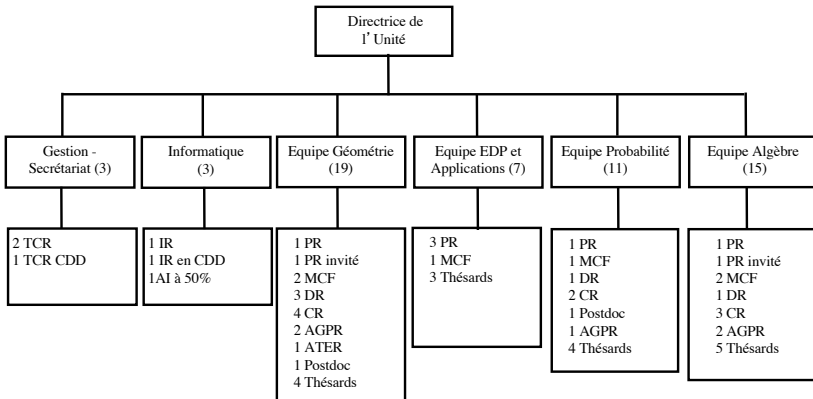 Directrice de
l'Unité
Gestion -
Secrétariat (3)
Informatique
(3)
Equipe Géométrie
(19)
Equipe EDP et
Applications (7)
Equipe Probabilité
(11)
Equipe Algèbre
(15)
2 TCR
1 TCR CDD
1 IR
1 IR en CDD
1AI à 50%
1 PR
1 PR invité
2 MCF
3 DR
4 CR
2 AGPR
1 ATER
1 Postdoc
4 Thésards
3 PR
1 MCF
3 Thésards
1 PR
1 MCF
1 DR
2 CR
1 Postdoc
1 AGPR
4 Thésards
1 PR
1 PR invité
2 MCF
1 DR
3 CR
2 AGPR
5 Thésards